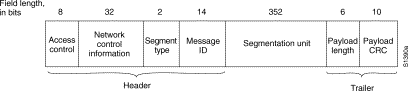 Field length,
in bits
8 32 2 14 352 6 10
Access Network Segment Message Segmentation unit Payload Payload
control control type ID length CRC
information
Header Trailer
S1390a